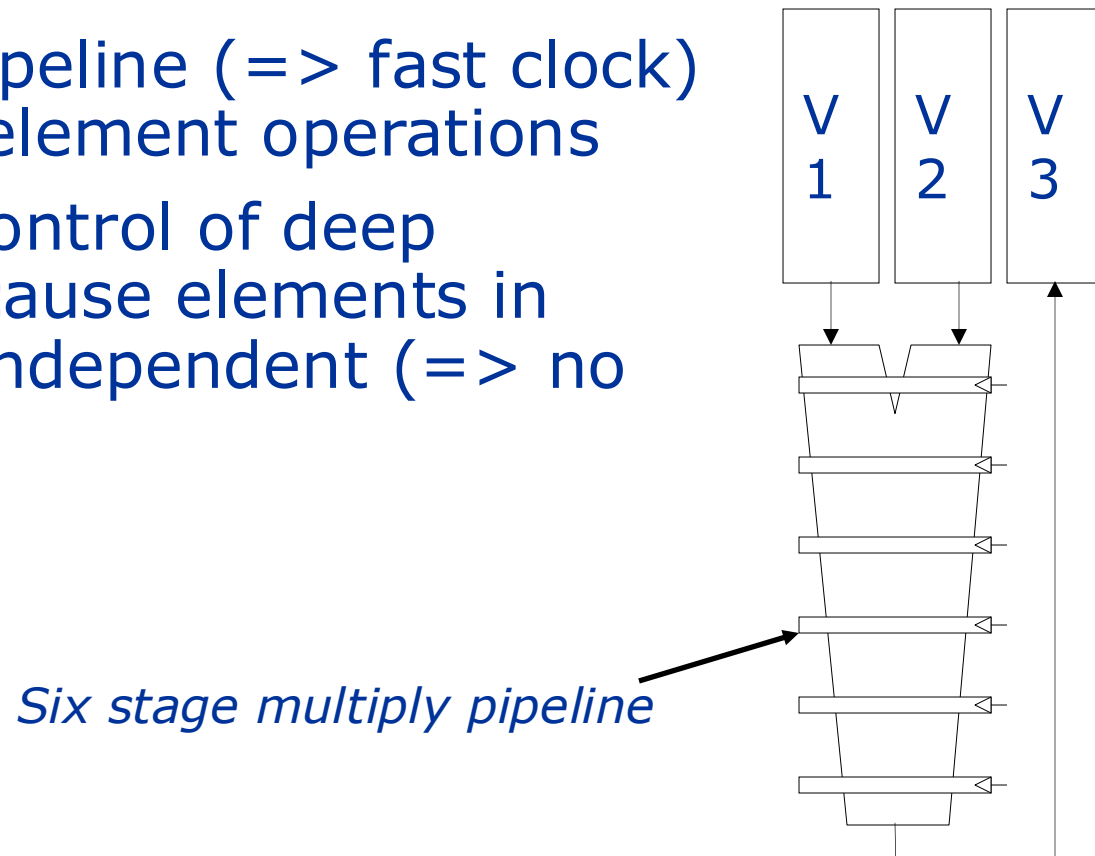 peline (=> fast clock)
element operations
ontrol of deep
cause elements in
ndependent (=> no
V
1
V
2
V
3
Six stage multiply pipeline